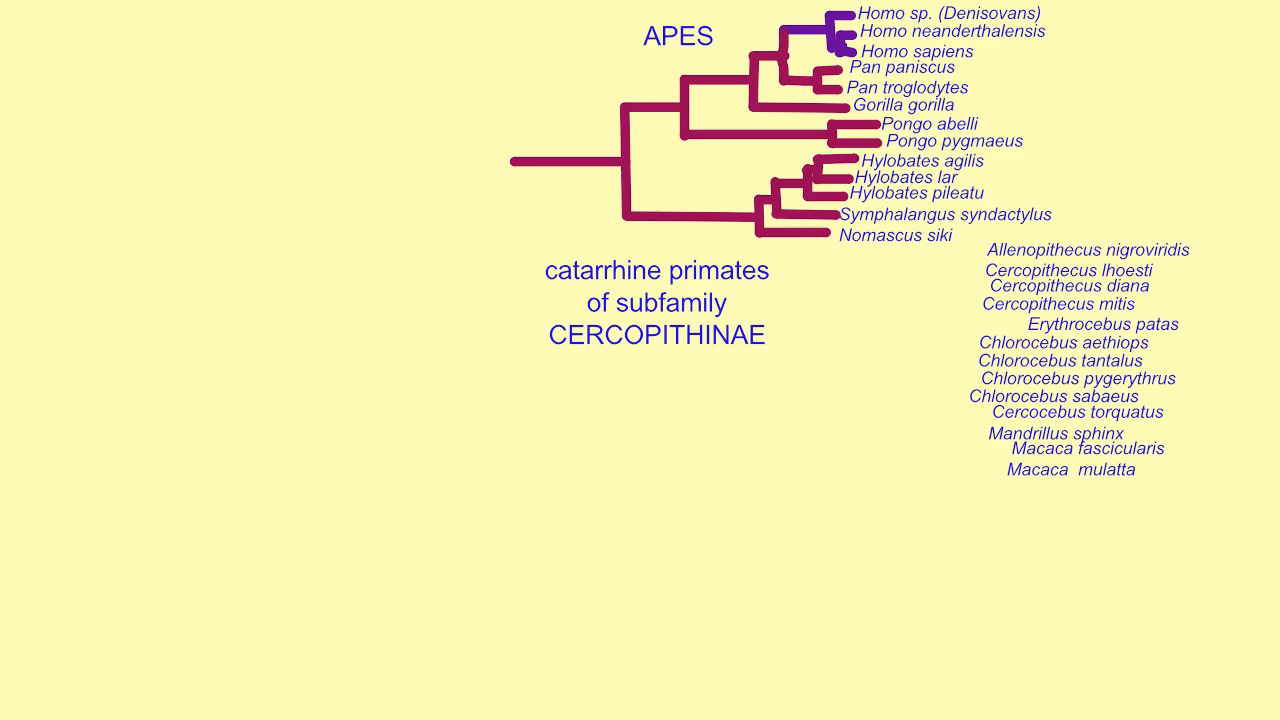 APES
Homo sp. (Denisovans)
Homo neanderthalensis
Homo sapiens
Pan paniscus
Pan troglodytes
Gorilla gorilla
Pongo abelli
Pongo pygmaeus
Hylobates agilis
Hylobates lar
Hylobates pileatu
Symphalangus syndactylus
Nomascus siki
catarrhine primates
of subfamily
CERCOPITHINAE
Allenopithecus nigroviridis
Cercopithecus lhoesti
Cercopithecus diana
Cercopithecus mitis
Erythrocebus patas
Chlorocebus aethiops
Chlorocebus tantalus
Chlorocebus pygerythrus
Chlorocebus sabaeus
Cercocebus torquatus
Mandrillus sphinx
Macaca fascicularis
Macaca  mulatta